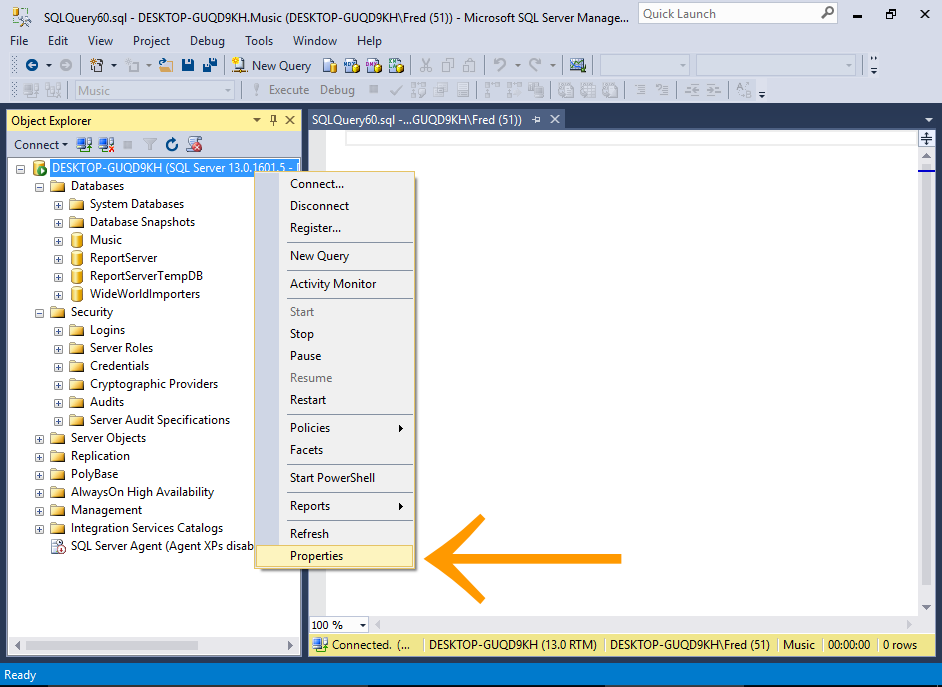 SQLQuery60.sql - DESKTOP-GUQD9KH.Music (DESKTOP-GUQD9KH\Fred (51)) - Microsoft SQL Server Manage...
Quick Launch
File Edit View Project Debug Tools Window Help
New Query
Music Execute Debug
Object Explorer
SQLQuery60.sql -...GUQD9KH\Fred (51))
Connect
DESKTOP-GUQD9KH (SQL Server 13.0.1601.5 -
Databases
System Databases
Database Snapshots
Music
ReportServer
ReportServerTempDB
WideWorldImporters
Security
Logins
Server Roles
Credentials
Cryptographic Providers
Audits
Server Audit Specifications
Server Objects
Replication
PolyBase
AlwaysOn High Availability
Management
Integration Services Catalogs
SQL Server Agent (Agent XPs disab
Connect...
Disconnect
Register...
New Query
Activity Monitor
Start
Stop
Pause
Resume
Restart
Policies
Facets
Start PowerShell
Reports
Refresh
Properties
100 %
Connected. (... DESKTOP-GUQD9KH (13.0 RTM) DESKTOP-GUQD9KH\Fred (51) Music 00:00:00 0 rows
Ready